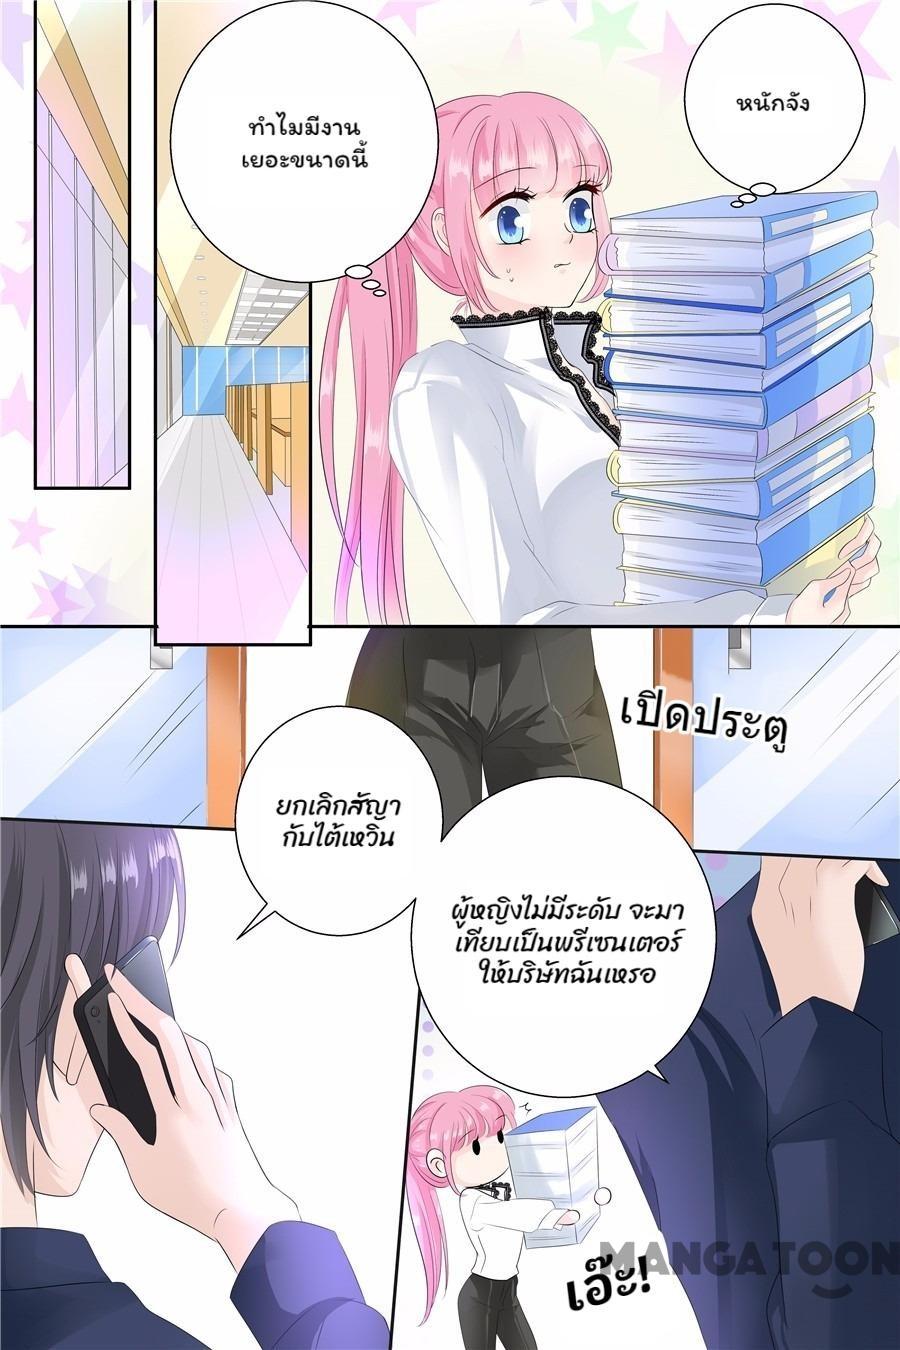 หนักจัง
ทำไมมีงาน
เยอะขนาดนี้
เปิดประตู
ยกเลิกสัญา
กับไต้เหวิน
ผู้หญิงไม่มีระดับ จะมา
เทียบเป็นพรีเซนเตอร์
ให้บริษัทฉันเหรอ
เอ๊ะ!
MANGATOON